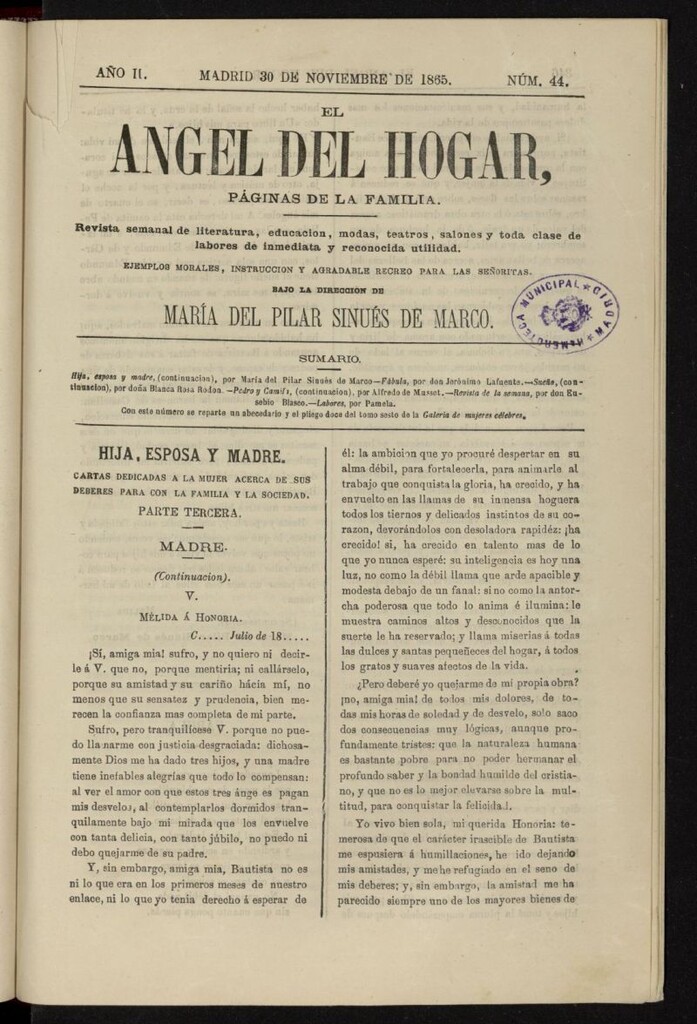 AÑO II. MADRID 30 DE NOVIEMBRE DE 1865. NÚM. 44.
EL
ANGEL DEL HOGAR,
PÁGINAS DE LA FAMILIA.
Revista semanal de literatura, educacion, modas, teatros, salones y toda clase de
labores de inmediata y reconocida utilidad.
EJEMPLOS MORALES, INSTRUCCION Y AGRADABLE RECREO PARA LAS SEÑORITAS.
BAJO LA DIRECCION DE
MARÍA DEL PILAR SINUÉS DE MARCO.
HEMEROTECA MUNICIPAL MADRID
SUMARIO.
Hija, esposa y madre, (continuacion), por María del Pilar Sinués de Marco—Fábula, por don Jerónimo Lafuente.—Sueño, (con-
tinuacion), por doña Blanca Rosa Rodon.—Pedro y Camila, (continuacion), por Alfredo de Musset.—Revista de la semana, por don Eu-
sebio Blasco.—Labores, por Pamela.
Con este número se reparte un abecedario y el pliego doce del tomo sesto de la Galería de mujeres célebres.
HIJA, ESPOSA Y MADRE.
CARTAS DEDICADAS A LA MUJER ACERCA DE SUS
DEBERES PARA CON LA FAMILIA Y LA SOCIEDAD.
PARTE TERCERA.
MADRE.
(Continuacion).
V.
MÉLIDA Á HONORIA.
C..... Julio de 18.....
¡Sí, amiga mia! sufro, y no quiero ni decir-
le á V. que no, porque mentiria; ni callárselo,
porque su amistad y su cariño hácia mí, no
menos que su sensatez y prudencia, bien me-
recen la confianza mas completa de mi parte.
Sufro, pero tranquilícese V. porque no pue-
do llamarme con justicia desgraciada: dichosa-
mente Dios me ha dado tres hijos, y una madre
tiene inefables alegrías que todo lo compensan:
al ver el amor con que estos tres ánge es pagan
mis desvelos, al contemplarlos dormidos tran-
quilamente bajo mi mirada que los envuelve
con tanta delicia, con tanto júbilo, no puedo ni
debo quejarme de su padre.
Y, sin embargo, amiga mia, Bautista no es
ni lo que era en los primeros meses de nuestro
enlace, ni lo que yo tenia derecho á esperar de
él: la ambicion que yo procuré despertar en su
alma débil, para fortalecerla, para animarle al
trabajo que conquista la gloria, ha crecido, y ha
envuelto en las llamas de su inmensa hoguera
todos los tiernos y delicados instintos de su co-
razon, devorándolos con desoladora rapidéz: ¡ha
crecido! si, ha crecido en talento mas de lo
que yo nunca esperé: su inteligencia es hoy una
luz, no como la débil llama que arde apacible y
modesta debajo de un fanal: sino como la antor-
cha poderosa que todo lo anima é ilumina: le
muestra caminos altos y desconocidos que la
suerte le ha reservado; y llama miserias á todas
las dulces y santas pequeñeces del hogar, á todos
los gratos y suaves afectos de la vida.
¿Pero deberé yo quejarme de mi propia obra?
¡no, amiga mia! de todos mis dolores, de to-
das mis horas de soledad y de desvelo, solo saco
dos consecuencias muy lógicas, aunque pro-
fundamente tristes: que la naturaleza humana
es bastante pobre para no poder hermanar el
profundo saber y la bondad humilde del cristia-
no, y que no es lo mejor elevarse sobre la mul-
titud, para conquistar la felicidad.
Yo vivo bien sola, mi querida Honoria: te-
merosa de que el carácter irascible de Bautista
me espusiera á humillaciones, he ido dejando
mis amistades, y me he refugiado en el seno de
mis deberes; y, sin embargo, la amistad me ha
parecido siempre uno de los mayores bienes de